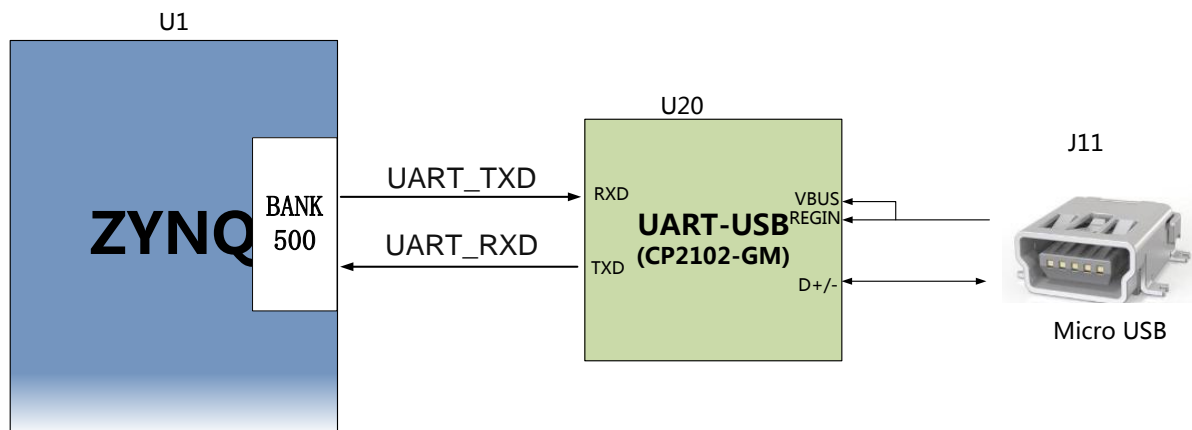 U1
ZYNQ
BANK
500
UART_TXD
UART_RXD
U20
RXD
TXD
UART-USB
(CP2102-GM)
VBUS
REGIN
D+/-
J11
Micro USB